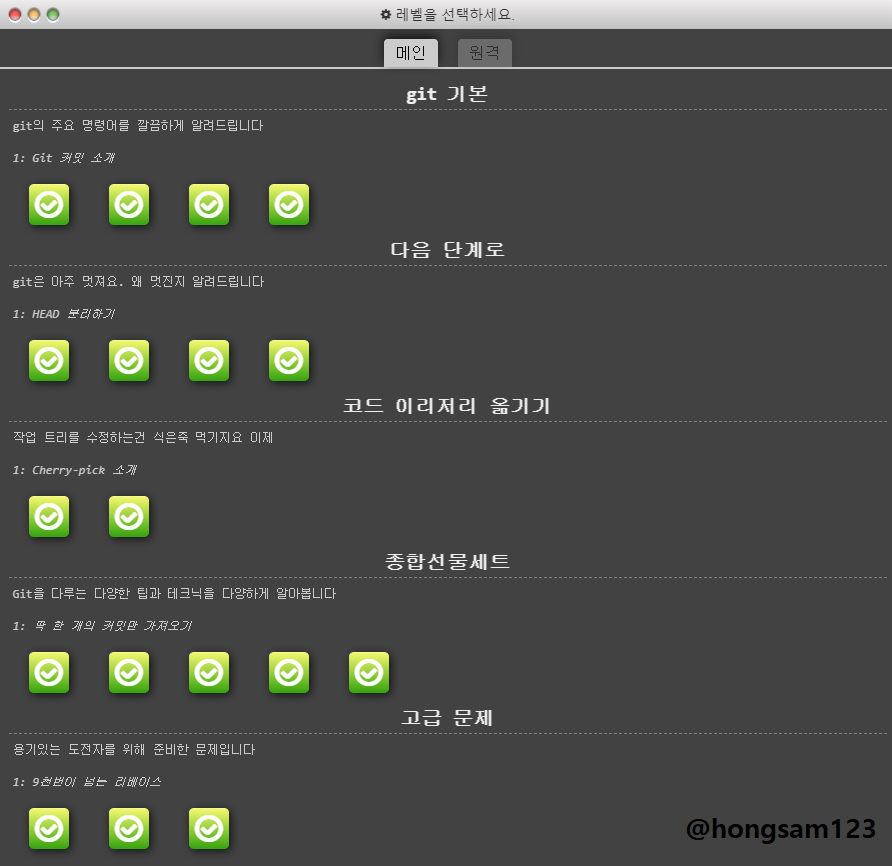 레벨을 선택하세요.
메인 원격
git 기본
git의 주요 명령어를 깔끔하게 알려드립니다
1: Git 커밋 소개
다음 단계로
git은 아주 멋져요. 왜 멋진지 알려드립니다
1: HEAD 분리하기
코드 이리저리 옮기기
작업 트리를 수정하는건 식은죽 먹기지요 이제
1: Cherry-pick 소개
종합선물세트
Git을 다루는 다양한 팁과 테크닉을 다양하게 알아봅니다
1: 딱 한 개의 커밋만 가져오기
고급 문제
용기있는 도전자를 위해 준비한 문제입니다
1: 9천번이 넘는 리베이스
@hongsam123